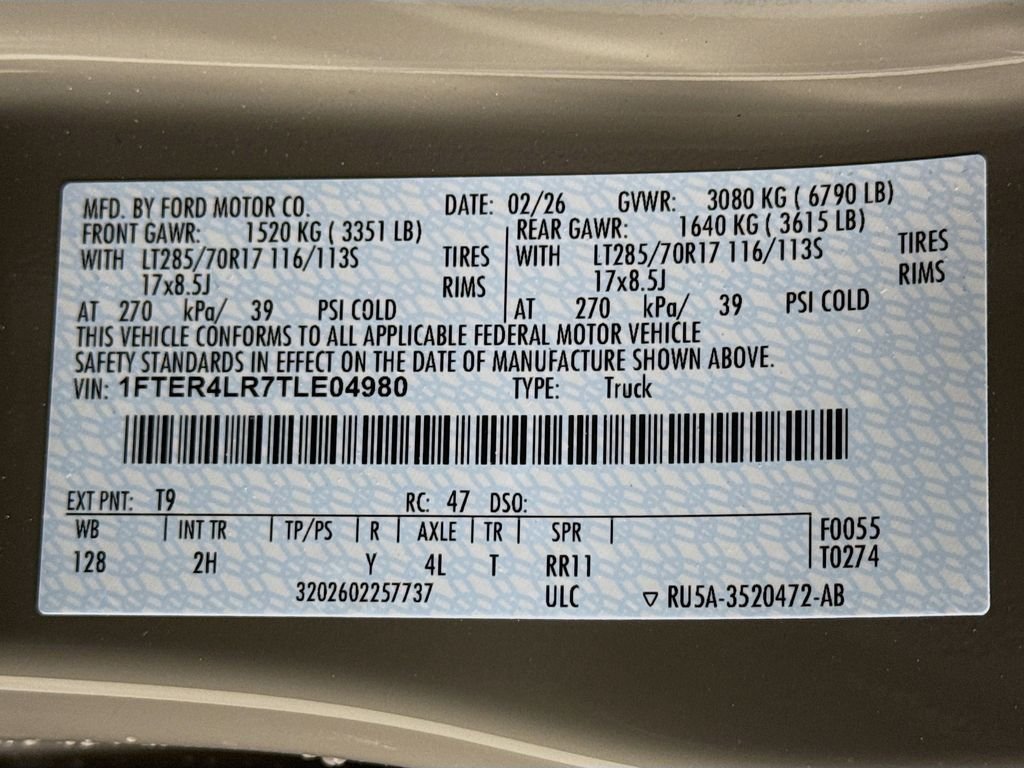 MFD. BY FORD MOTOR CO. DATE: 02/26 GVWR: 3080 KG ( 6790 LB)
FRONT GAWR: 1520 KG ( 3351 LB) REAR GAWR: 1640 KG ( 3615 LB)
WITH LT285/70R17 116/113S TIRES WITH LT285/70R17 116/113S TIRES
17x8.5J RIMS 17x8.5J RIMS
AT 270 kPa/ 39 PSI COLD AT 270 kPa/ 39 PSI COLD
THIS VEHICLE CONFORMS TO ALL APPLICABLE FEDERAL MOTOR VEHICLE
SAFETY STANDARDS IN EFFECT ON THE DATE OF MANUFACTURE SHOWN ABOVE.
VIN: 1FTER4LR7TLE04980 TYPE: Truck
EXT PNT: T9 RC: 47 DSO:
WB INT TR TP/PS R AXLE TR SPR F0055
128 2H Y 4L T RR11 T0274
3202602257737 ULC ▽ RU5A-3520472-AB